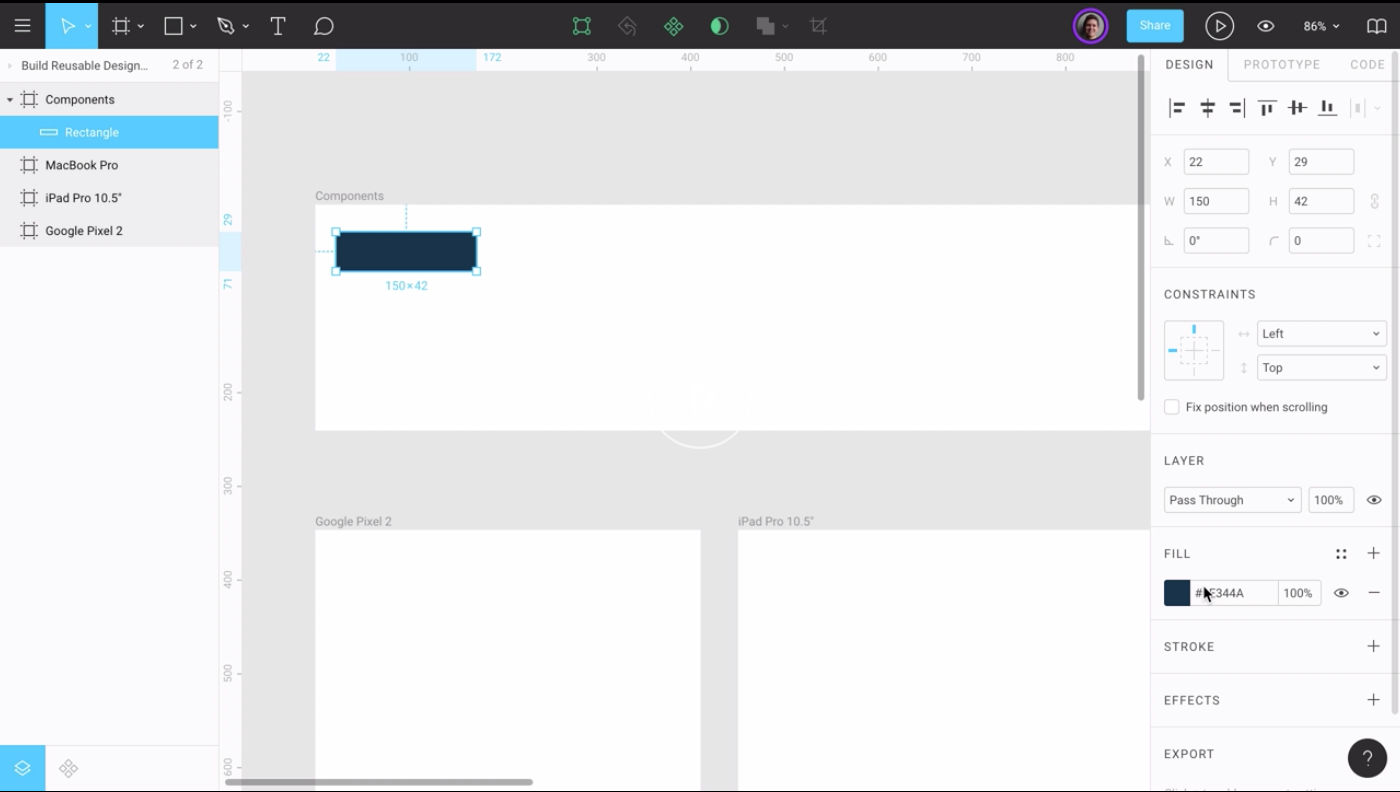 Share
86%
Build Reusable Design... 2 of 2
22 100 172 300 400 500 600 700 800
DESIGN PROTOTYPE CODE
Components
Rectangle
MacBook Pro
iPad Pro 10.5"
Google Pixel 2
-100
29
71
200
300
400
500
600
Components
150×42
Google Pixel 2
iPad Pro 10.5"
X 22 Y 29
W 150 H 42
0° 0
CONSTRAINTS
Left
Top
Fix position when scrolling
LAYER
Pass Through 100%
FILL
100%
STROKE
EFFECTS
EXPORT
?